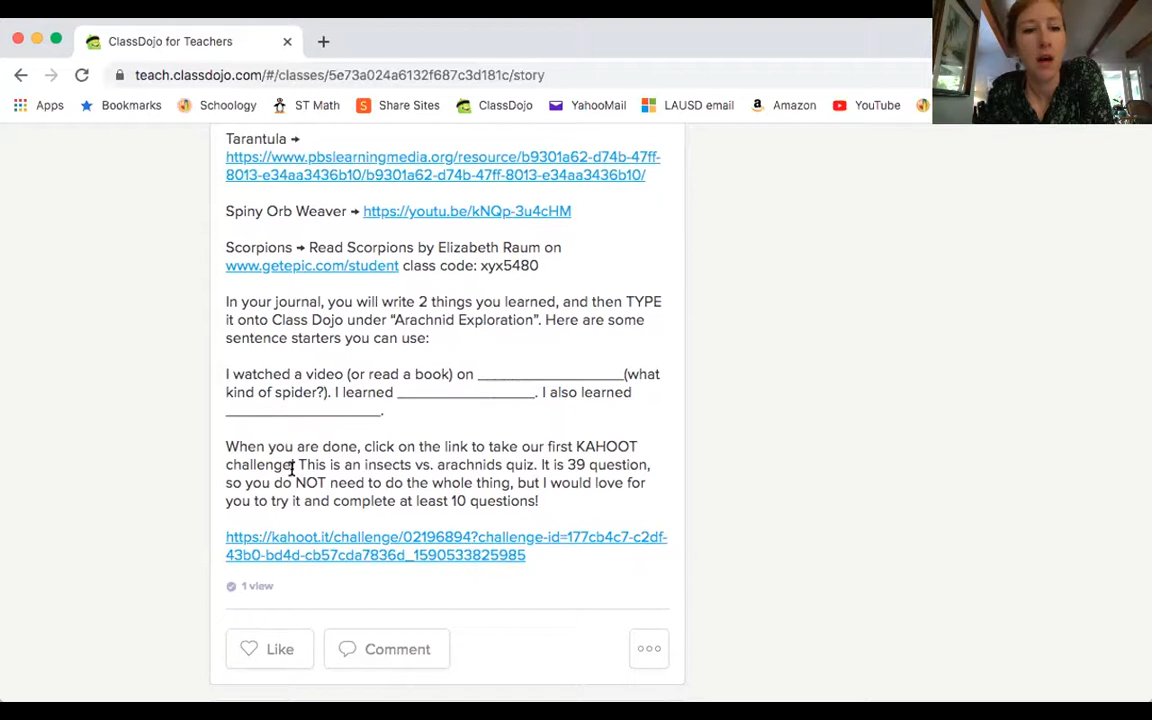 ClassDojo for Teachers
teach.classdojo.com/#/classes/5e73a024a6132f687c3d181c/story
Apps Bookmarks Schoology ST Math Share Sites ClassDojo YahooMail LAUSD email Amazon YouTube
Tarantula →
https://www.pbslearningmedia.org/resource/b9301a62-d74b-47ff-
8013-e34aa3436b10/b9301a62-d74b-47ff-8013-e34aa3436b10/
Spiny Orb Weaver → https://youtu.be/kNQp-3u4cHM
Scorpions → Read Scorpions by Elizabeth Raum on
www.getepic.com/student class code: xyx5480
In your journal, you will write 2 things you learned, and then TYPE
it onto Class Dojo under “Arachnid Exploration”. Here are some
sentence starters you can use:
I watched a video (or read a book) on __________________(what
kind of spider?). I learned _________________. I also learned
___________________.
When you are done, click on the link to take our first KAHOOT
challenge! This is an insects vs. arachnids quiz. It is 39 question,
so you do NOT need to do the whole thing, but I would love for
you to try it and complete at least 10 questions!
https://kahoot.it/challenge/02196894?challenge-id=177cb4c7-c2df-
43b0-bd4d-cb57cda7836d_1590533825985
1 view
Like Comment